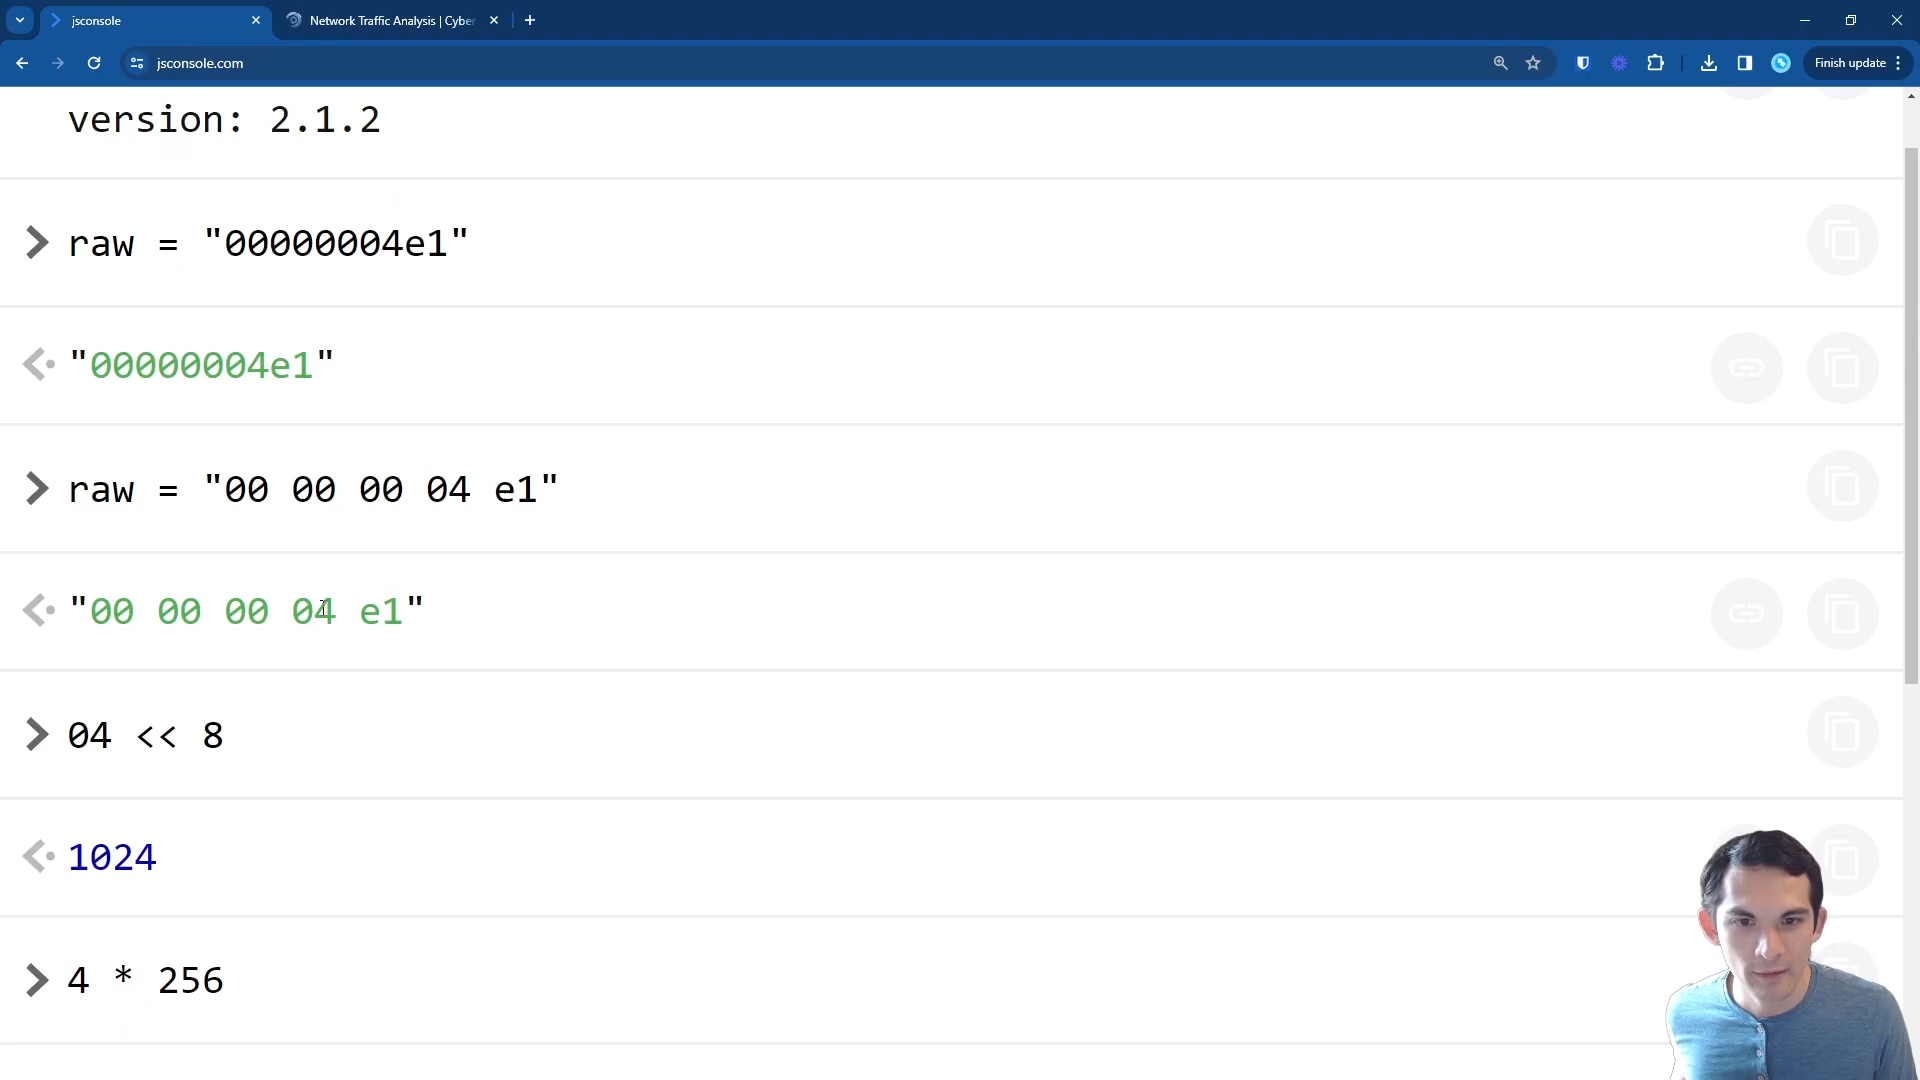 jsconsole
Network Traffic Analysis | Cyber
jsconsole.com
Finish update
version: 2.1.2
raw = "00000004e1"
"00000004e1"
raw = "00 00 00 04 e1"
"00 00 00 04 e1"
04 << 8
1024
4 * 256